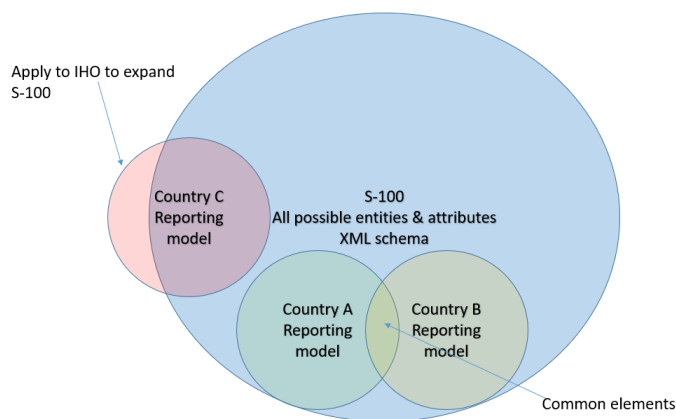 Apply to IHO to expand
S-100
Country C
Reporting
model
S-100
All possible entities & attributes
XML schema
Country A
Reporting
model
Country B
Reporting
model
Common elements